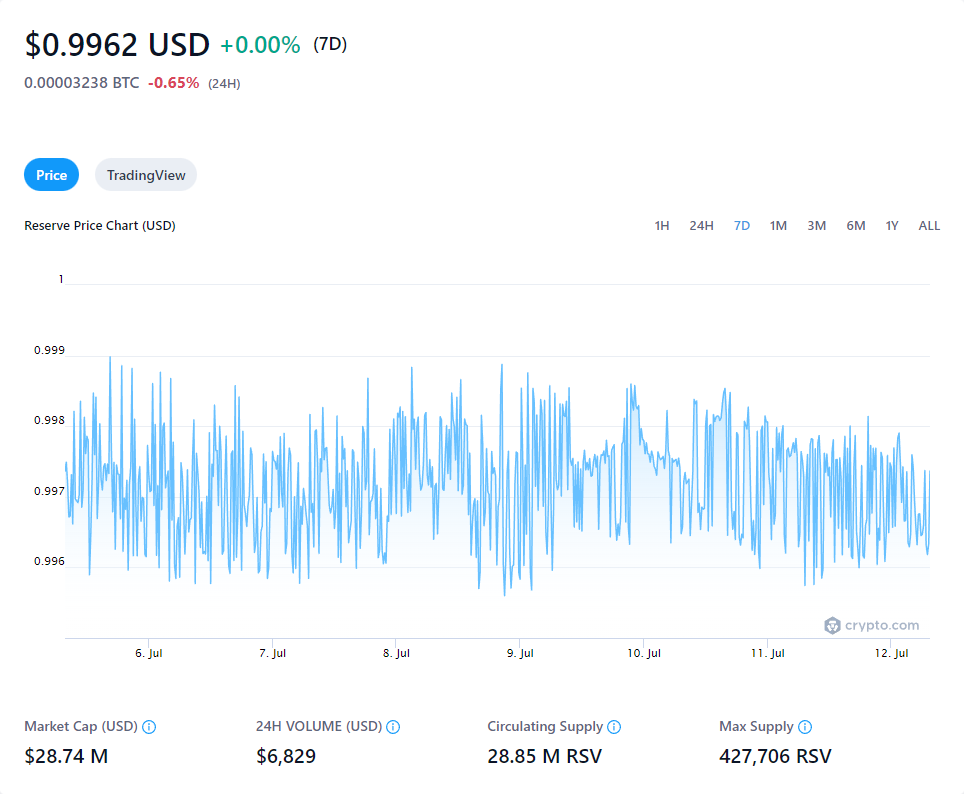 $0.9962 USD +0.00% (7D)
0.00003238 BTC -0.65% (24H)
Price TradingView
Reserve Price Chart (USD) 1H 24H 7D 1M 3M 6M 1Y ALL
1
0.999
0.998
0.997
0.996
crypto.com
6. Jul 7. Jul 8. Jul 9. Jul 10. Jul 11. Jul 12. Jul
Market Cap (USD) 24H VOLUME (USD) Circulating Supply Max Supply
$28.74 M $6,829 28.85 M RSV 427,706 RSV